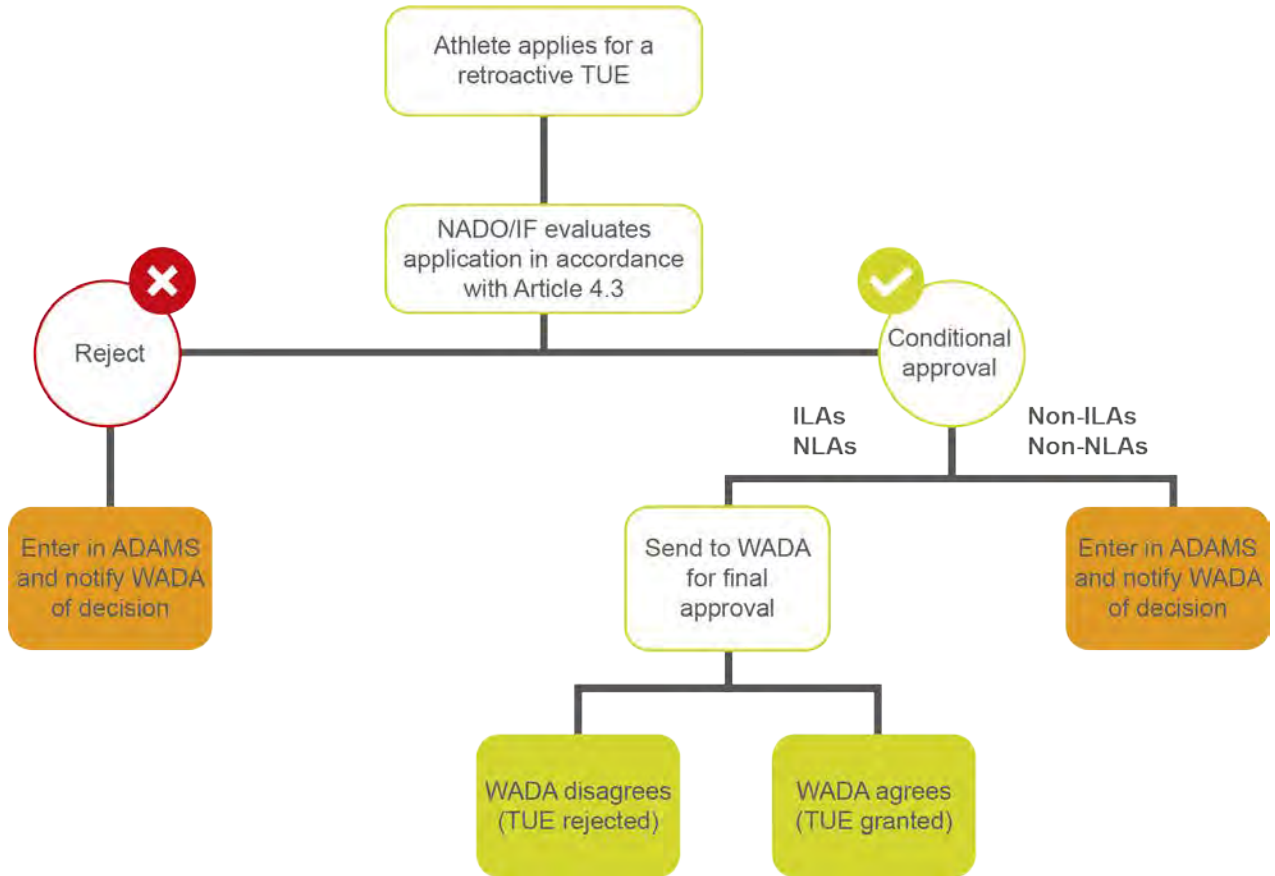 Athlete applies for a
retroactive TUE
NADO/IF evaluates
application in accordance
with Article 4.3
Reject
Conditional
approval
ILAs
NLAs
Non-ILAs
Non-NLAs
Enter in ADAMS
and notify WADA
of decision
Send to WADA
for final
approval
Enter in ADAMS
and notify WADA
of decision
WADA disagrees
(TUE rejected)
WADA agrees
(TUE granted)